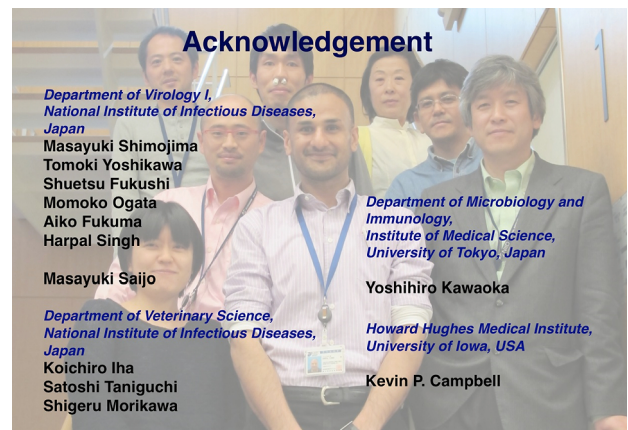 Acknowledgement
Department of Virology I,
National Institute of Infectious Diseases,
Japan
Masayuki Shimojima
Tomoki Yoshikawa
Shuetsu Fukushi
Momoko Ogata
Aiko Fukuma
Harpal Singh
Masayuki Saijo
Department of Veterinary Science,
National Institute of Infectious Diseases,
Japan
Koichiro Iha
Satoshi Taniguchi
Shigeru Morikawa
Department of Microbiology and
Immunology,
Institute of Medical Science,
University of Tokyo, Japan
Yoshihiro Kawaoka
Howard Hughes Medical Institute,
University of Iowa, USA
Kevin P. Campbell